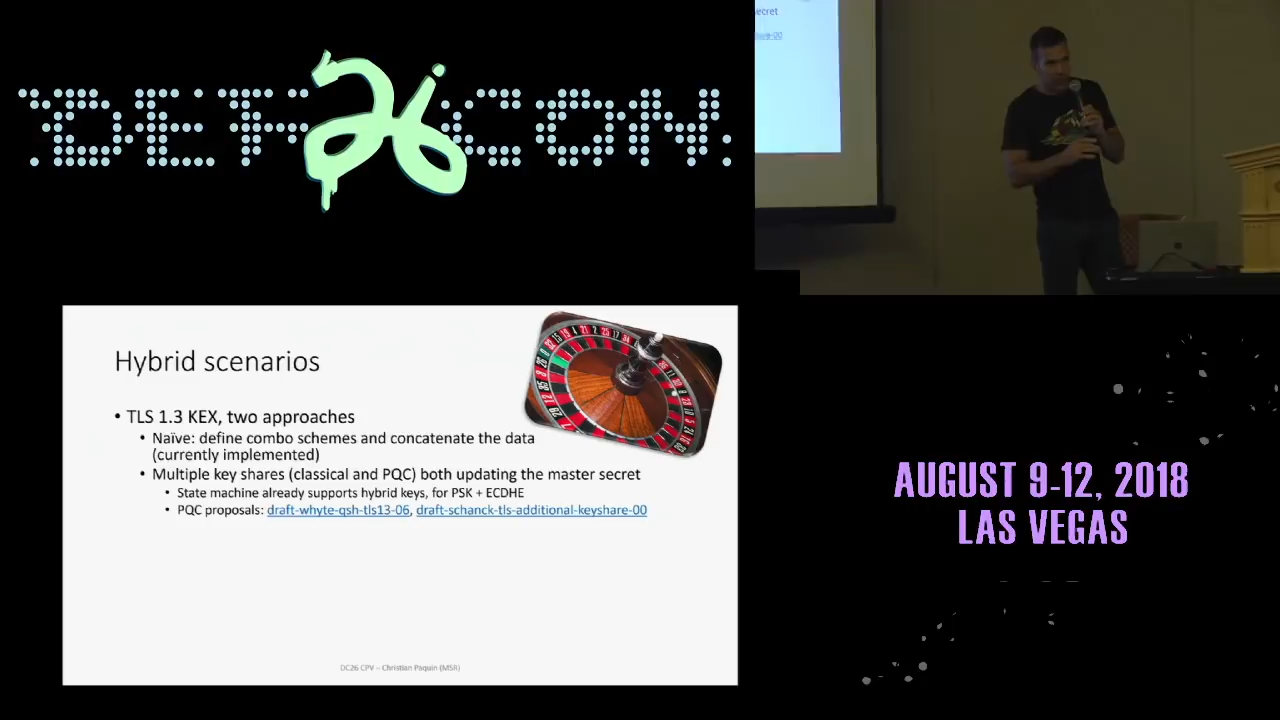 DEF 26 CON
ecret
Hybrid scenarios
• TLS 1.3 KEX, two approaches
• Naïve: define combo schemes and concatenate the data
(currently implemented)
• Multiple key shares (classical and PQC) both updating the master secret
• State machine already supports hybrid keys, for PSK + ECDHE
• PQC proposals: draft-whyte-qsh-tls13-06, draft-schanck-tls-additional-keyshare-00
DC26 CPV – Christian Paquin (MSR)
AUGUST 9-12, 2018
LAS VEGAS